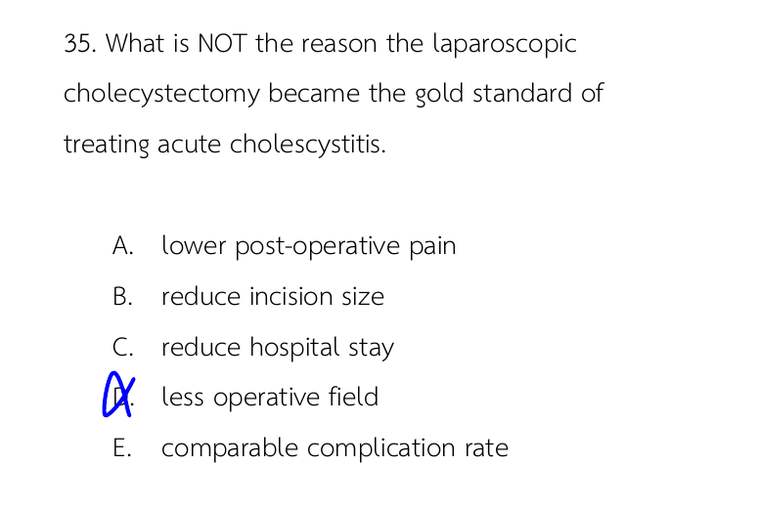 35. What is NOT the reason the laparoscopic
cholecystectomy became the gold standard of
treating acute cholescystitis.
A. lower post-operative pain
B. reduce incision size
C. reduce hospital stay
D. less operative field
E. comparable complication rate